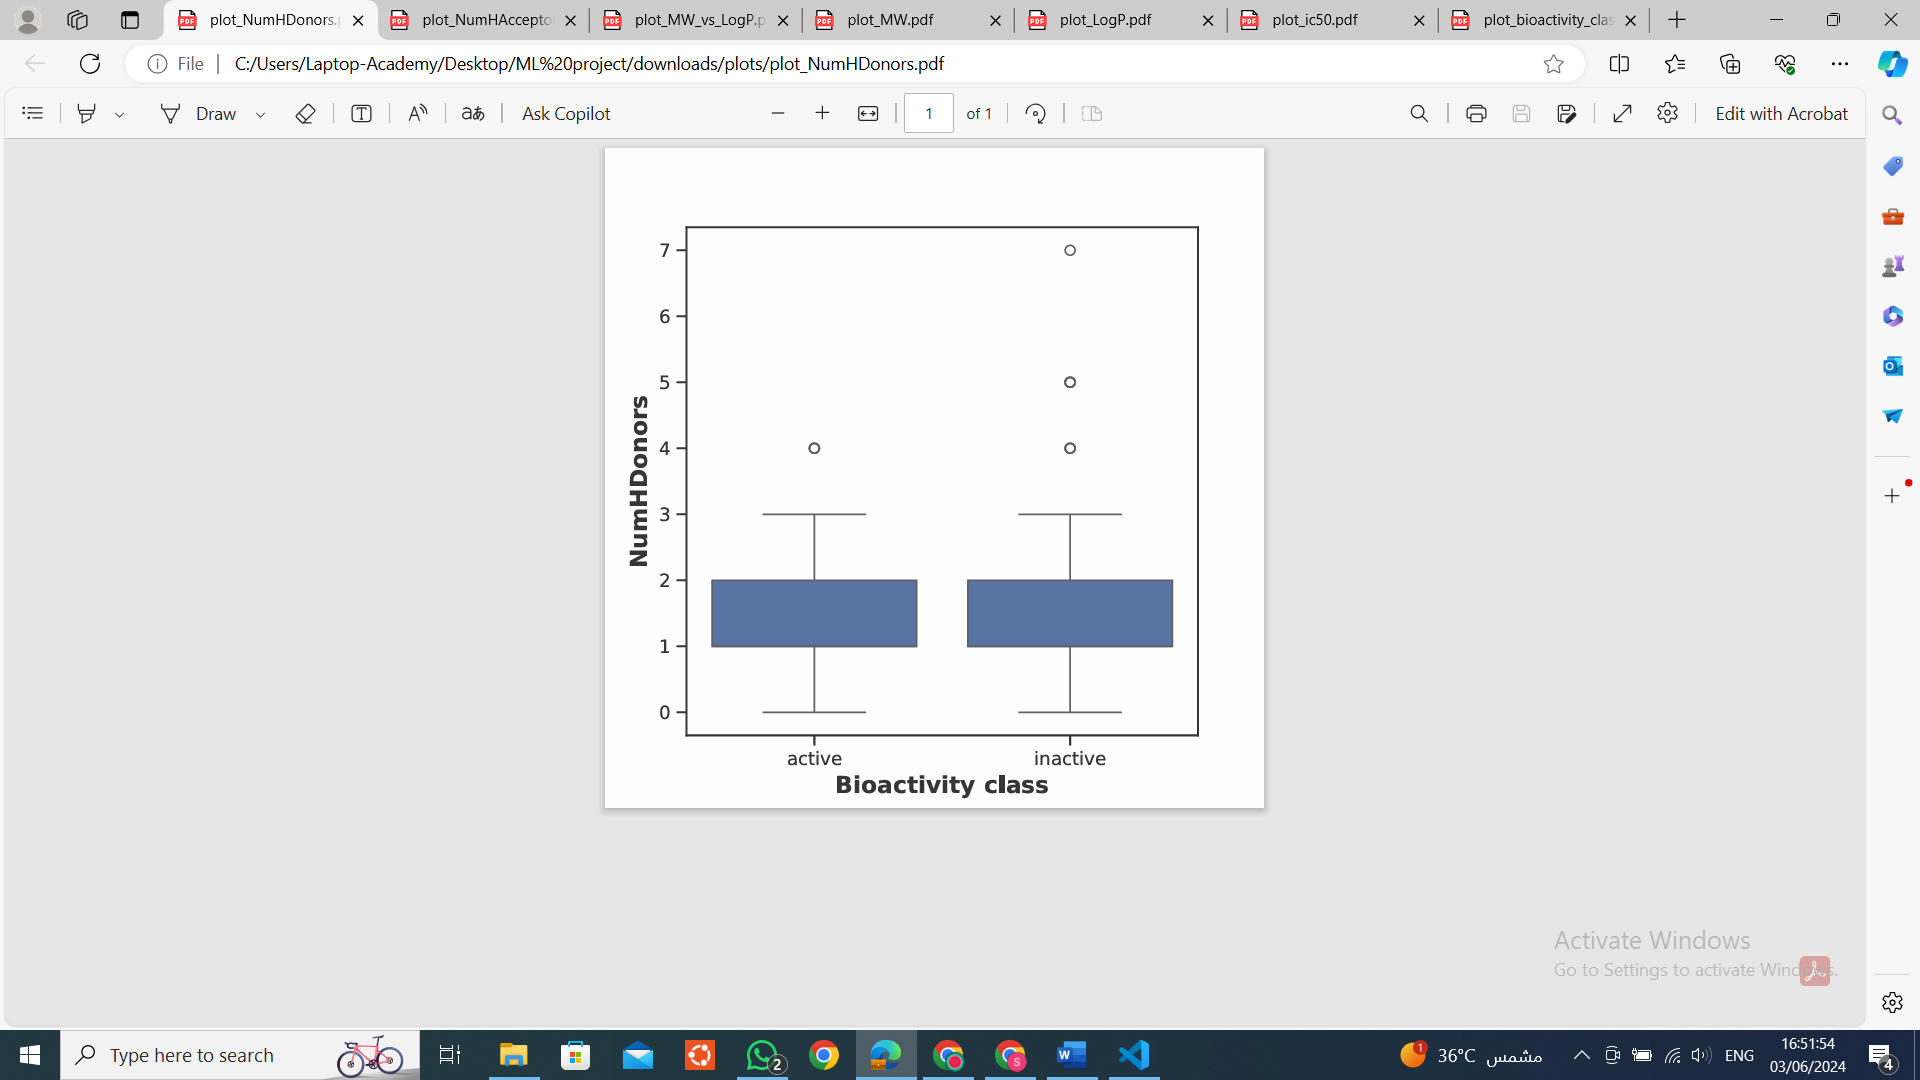 plot_NumHDonors.p
plot_NumHAccepto
plot_MW_vs_LogP.p
plot_MW.pdf
plot_LogP.pdf
plot_ic50.pdf
plot_bioactivity_clas
File
C:/Users/Laptop-Academy/Desktop/ML%20project/downloads/plots/plot_NumHDonors.pdf
Draw
Ask Copilot
1
of 1
Edit with Acrobat
7
6
5
4
3
2
1
0
NumHDonors
active
inactive
Bioactivity class
Activate Windows
Go to Settings to activate Windows.
Type here to search
2
1
36°C مشمس
ENG
16:51:54
03/06/2024
4